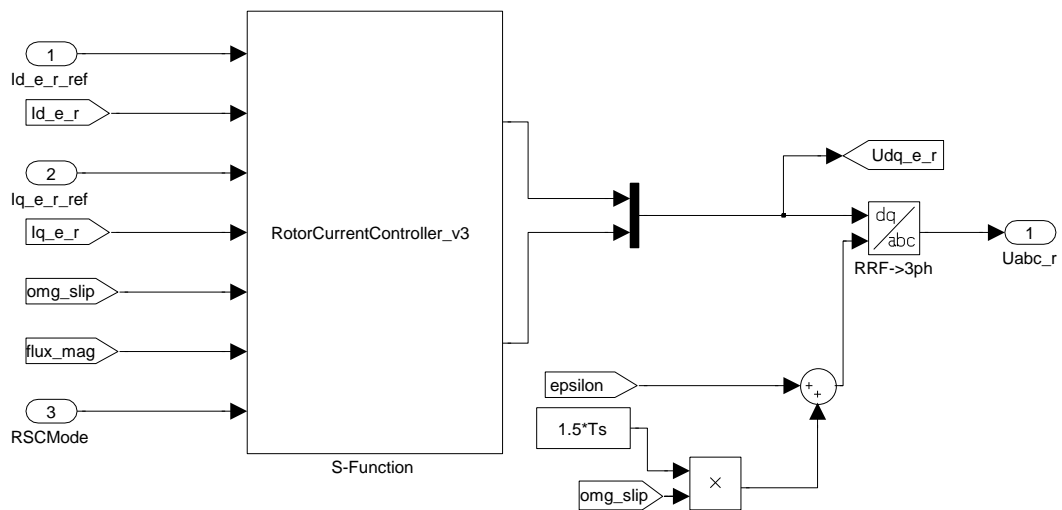 1
Id_e_r_ref
Id_e_r
2
Iq_e_r_ref
Iq_e_r
omg_slip
flux_mag
3
RSCMode
RotorCurrentController_v3
S-Function
Udq_e_r
dq
abc
RRF->3ph
1
Uabc_r
epsilon
+
+
1.5*Ts
omg_slip
×